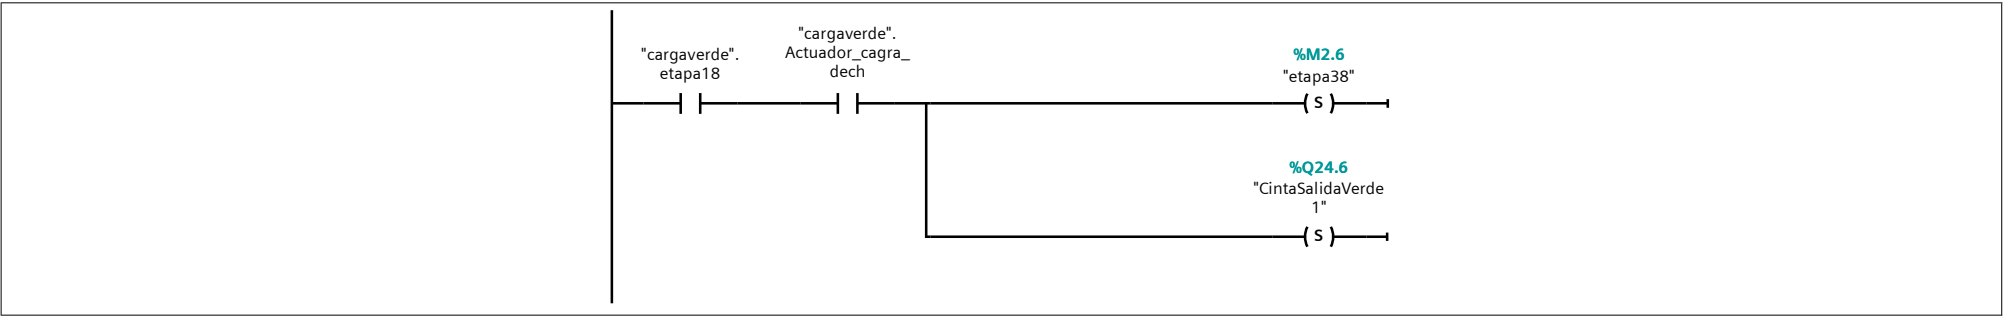 "cargaverde".
etapa18
"cargaverde".
Actuador_cagra_
dech
%M2.6
"etapa38"
S
%Q24.6
"CintaSalidaVerde
1"
S